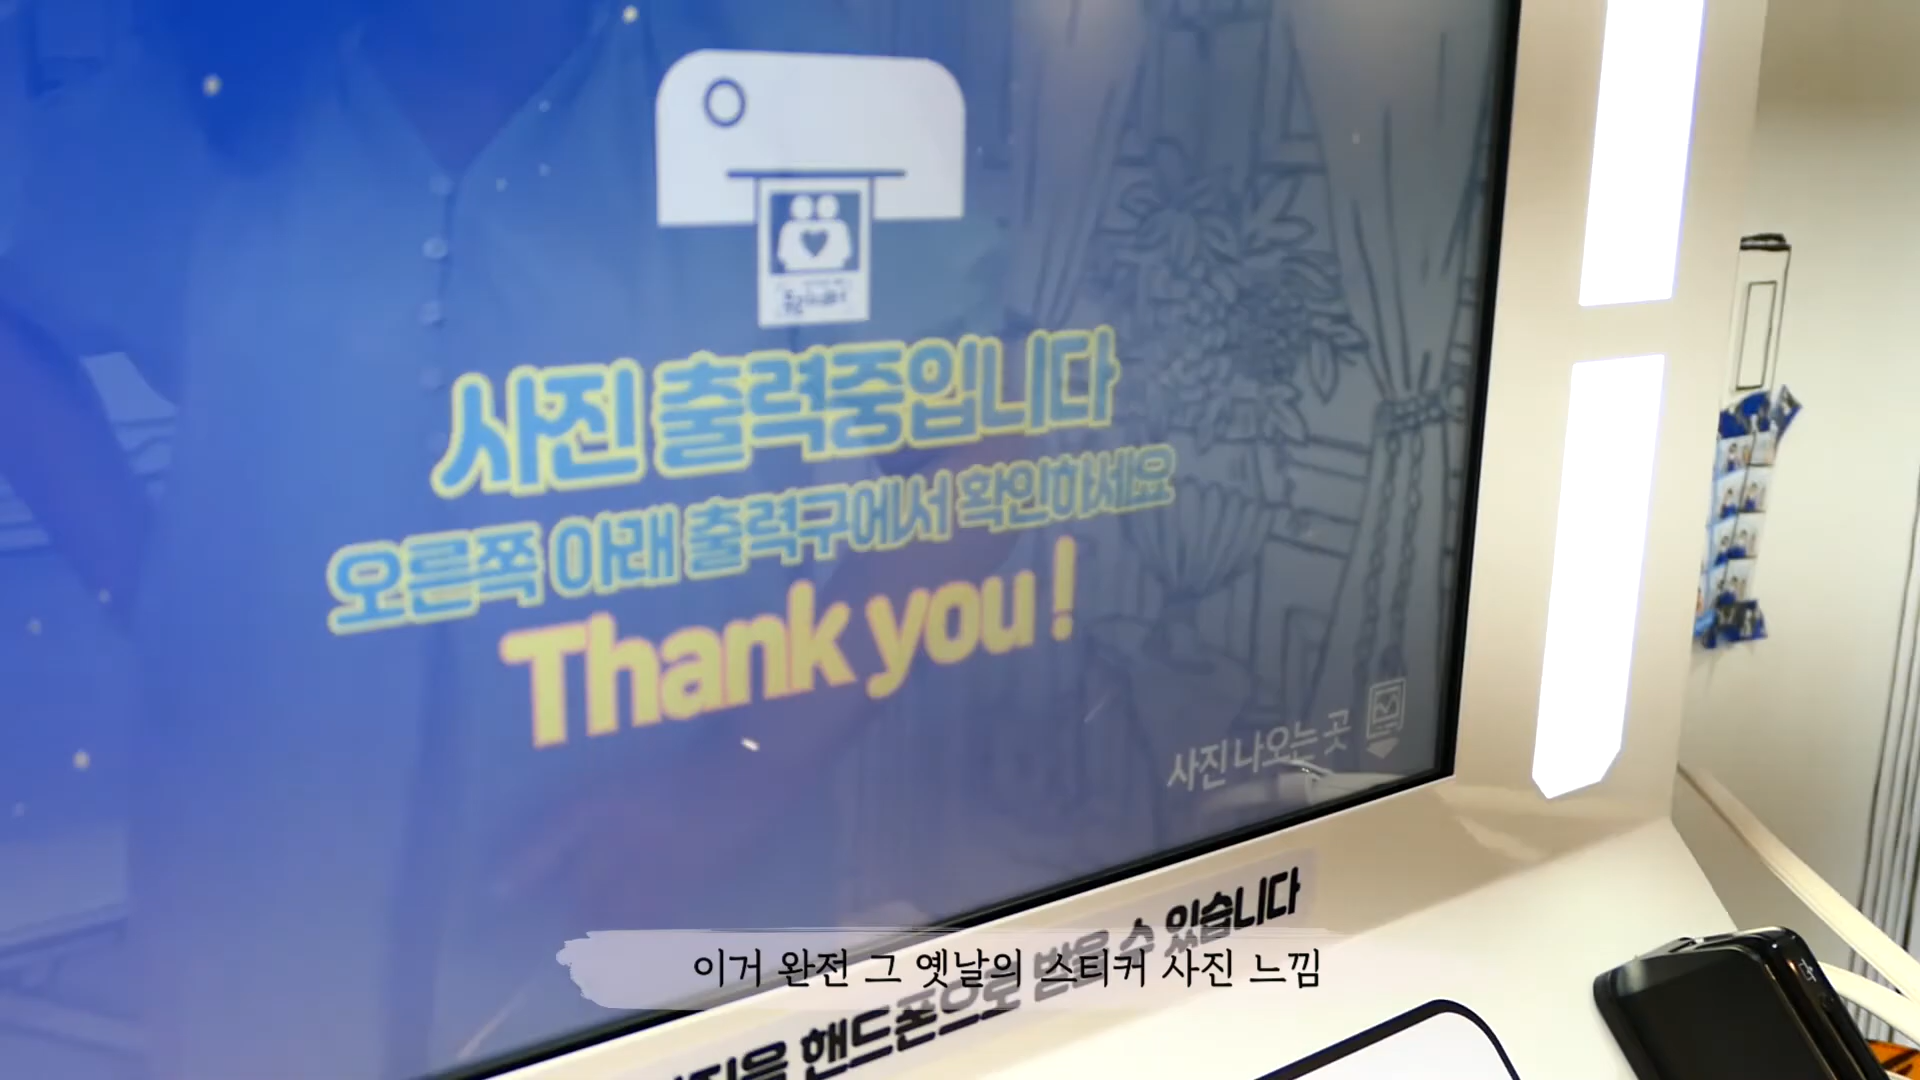 사진 출력중입니다
오른쪽 아래 출력구에서 확인하세요
Thank you !
사진 나오는 곳
핸드폰으로 받을 수 있습니다
이거 완전 그 옛날의 스티커 사진 느낌